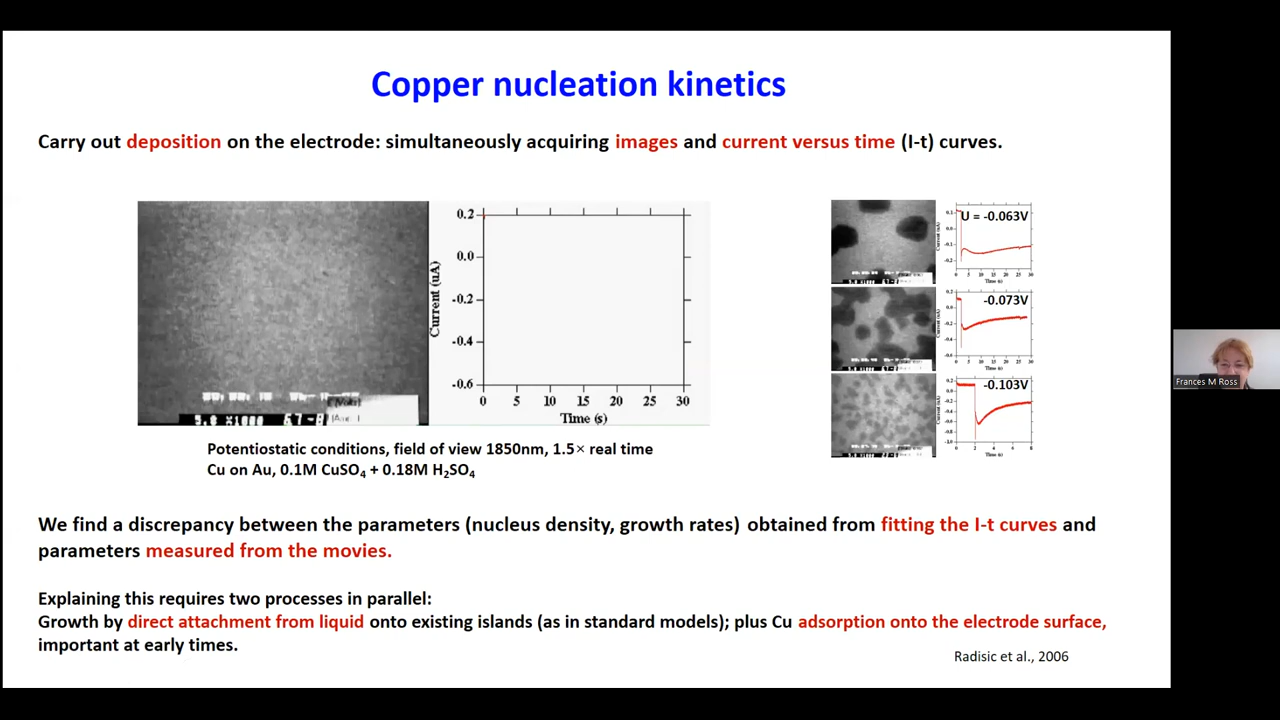 Copper nucleation kinetics
Carry out deposition on the electrode: simultaneously acquiring images and current versus time (I-t) curves.
0.2
0.0
-0.2
-0.4
-0.6
Current (uA)
0 5 10 15 20 25 30
Time (s)
U = -0.063V
-0.073V
-0.103V
Potentiostatic conditions, field of view 1850nm, 1.5× real time
Cu on Au, 0.1M CuSO₄ + 0.18M H₂SO₄
Frances M Ross
We find a discrepancy between the parameters (nucleus density, growth rates) obtained from fitting the I-t curves and
parameters measured from the movies.
Explaining this requires two processes in parallel:
Growth by direct attachment from liquid onto existing islands (as in standard models); plus Cu adsorption onto the electrode surface,
important at early times.
Radisic et al., 2006